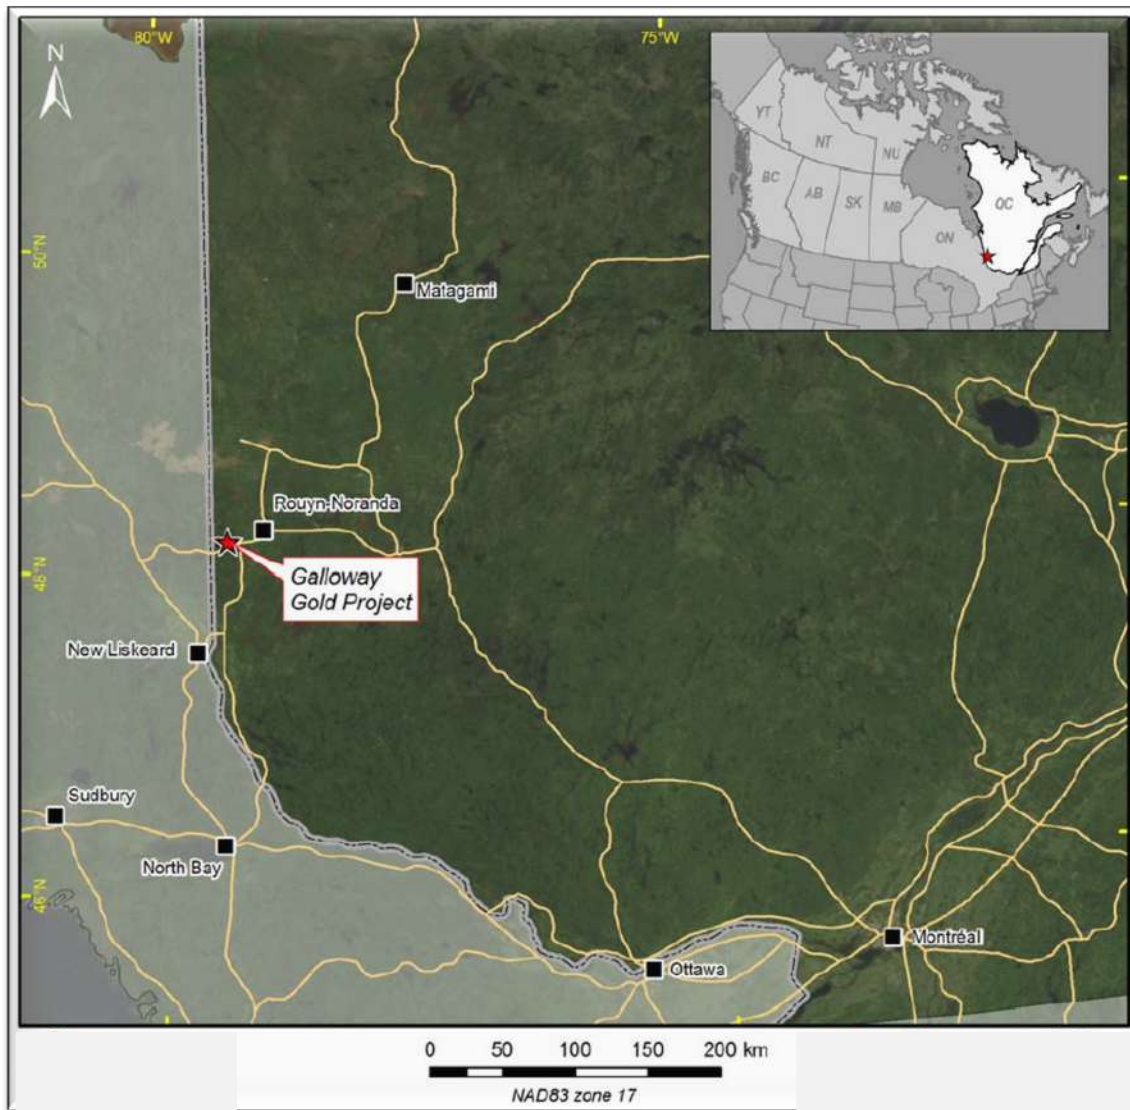 80°W
75°W
N
YT
NT
NU
BC
AB
SK
MB
ON
QC
50°N
Matagami
Rouyn-Noranda
48°N
Galloway
Gold Project
New Liskeard
Sudbury
North Bay
46°N
Montréal
Ottawa
0 50 100 150 200 km
NAD83 zone 17